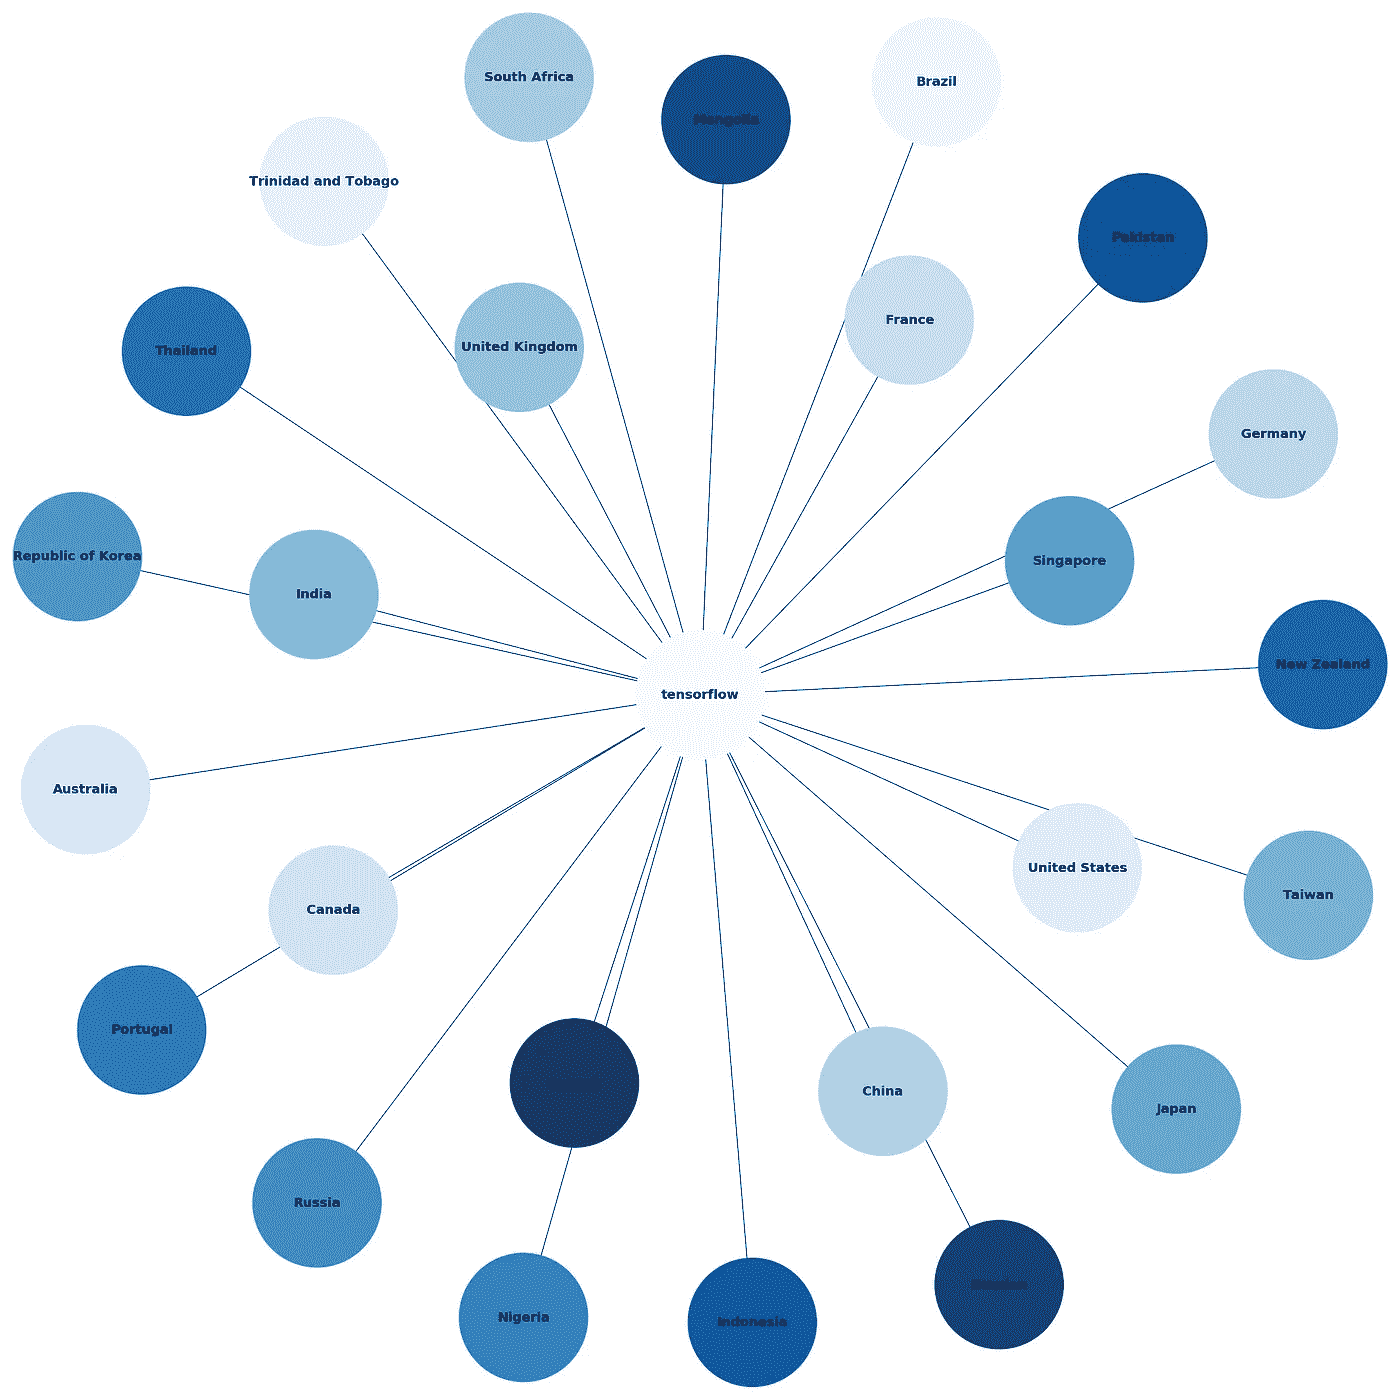 South Africa
Brazil
Mongolia
Trinidad and Tobago
Pakistan
France
United Kingdom
Thailand
Germany
Republic of Korea
Singapore
India
New Zealand
tensorflow
Australia
United States
Taiwan
Canada
Portugal
China
Japan
Russia
Nigeria
Indonesia